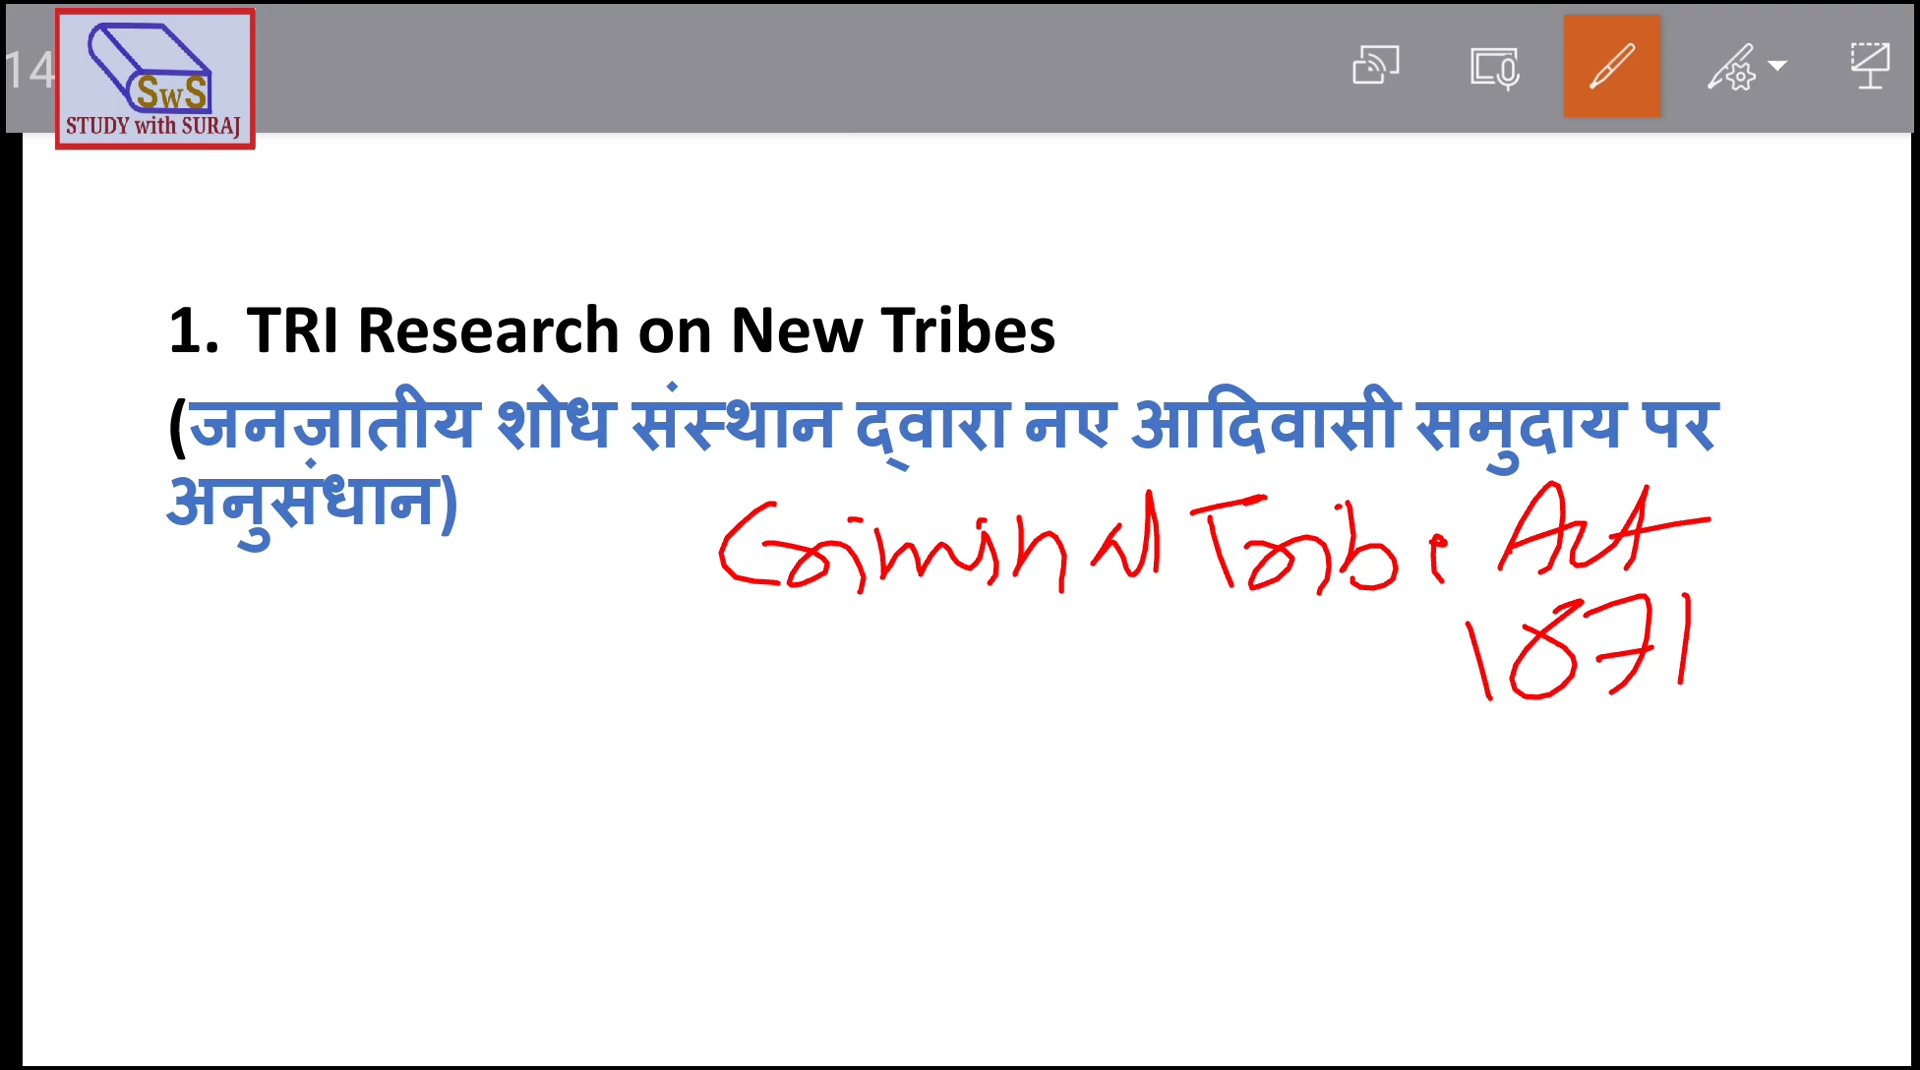 14
SwS
STUDY with SURAJ
1. TRI Research on New Tribes
(जनजातीय शोध संस्थान द्वारा नए आदिवासी समुदाय पर
अनुसंधान)
Criminal Tribe Act
1871